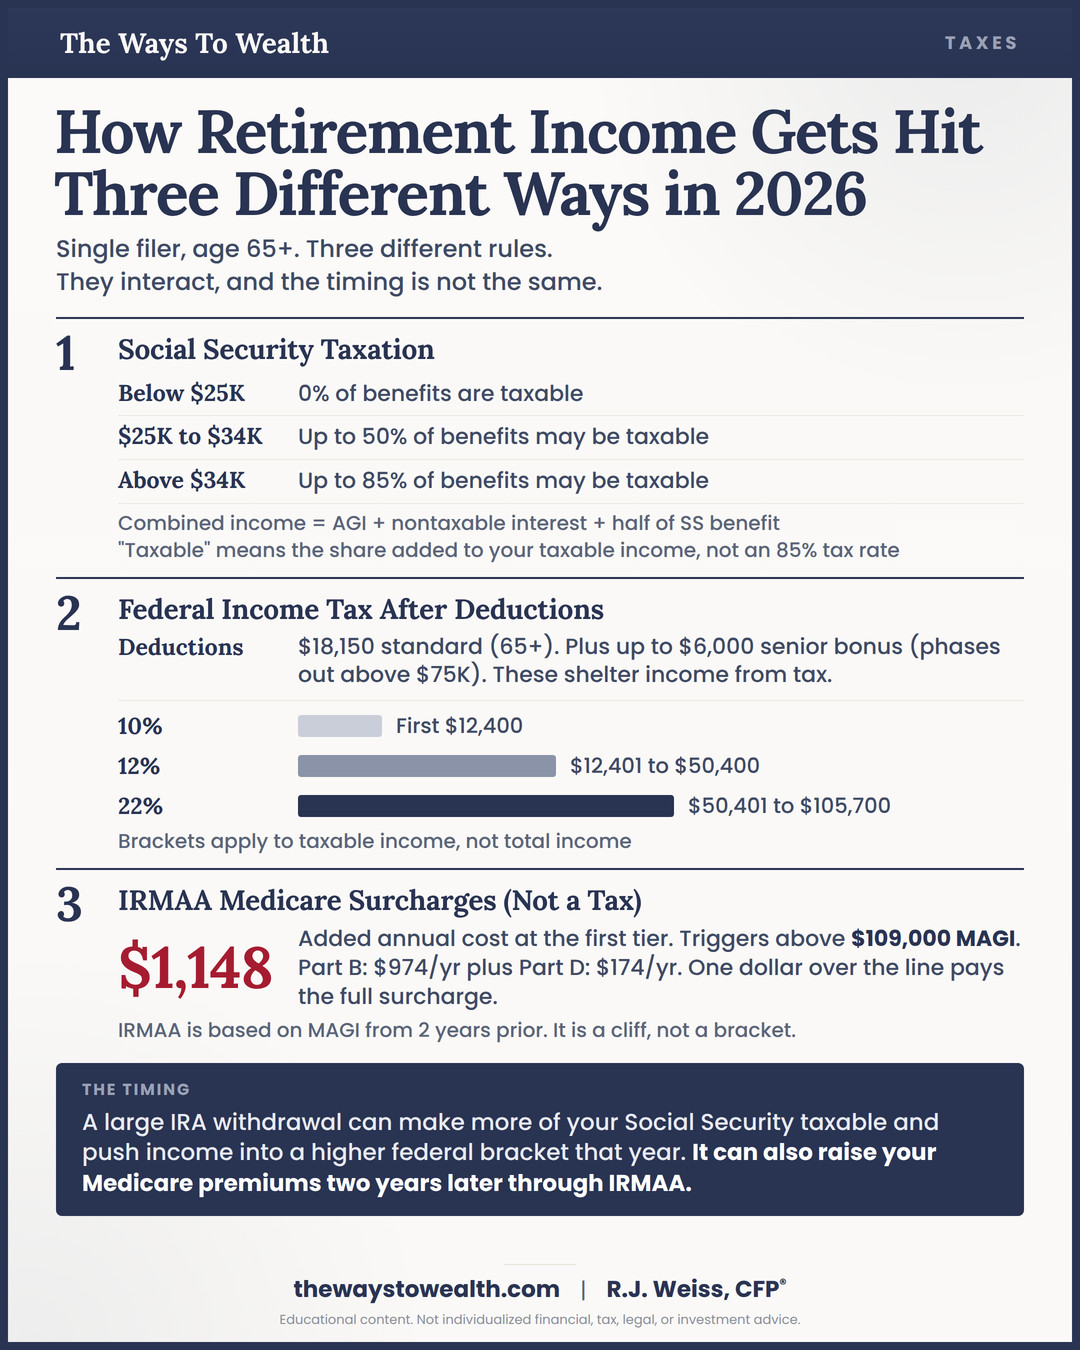 The Ways To Wealth
TAXES
How Retirement Income Gets Hit
Three Different Ways in 2026
Single filer, age 65+. Three different rules.
They interact, and the timing is not the same.
1 Social Security Taxation
Below $25K 0% of benefits are taxable
$25K to $34K Up to 50% of benefits may be taxable
Above $34K Up to 85% of benefits may be taxable
Combined income = AGI + nontaxable interest + half of SS benefit
"Taxable" means the share added to your taxable income, not an 85% tax rate
2 Federal Income Tax After Deductions
Deductions $18,150 standard (65+). Plus up to $6,000 senior bonus (phases
out above $75K). These shelter income from tax.
10% First $12,400
12% $12,401 to $50,400
22% $50,401 to $105,700
Brackets apply to taxable income, not total income
3 IRMAA Medicare Surcharges (Not a Tax)
$1,148
Added annual cost at the first tier. Triggers above $109,000 MAGI.
Part B: $974/yr plus Part D: $174/yr. One dollar over the line pays
the full surcharge.
IRMAA is based on MAGI from 2 years prior. It is a cliff, not a bracket.
THE TIMING
A large IRA withdrawal can make more of your Social Security taxable and
push income into a higher federal bracket that year. It can also raise your
Medicare premiums two years later through IRMAA.
thewaystowealth.com | R.J. Weiss, CFP®
Educational content. Not individualized financial, tax, legal, or investment advice.